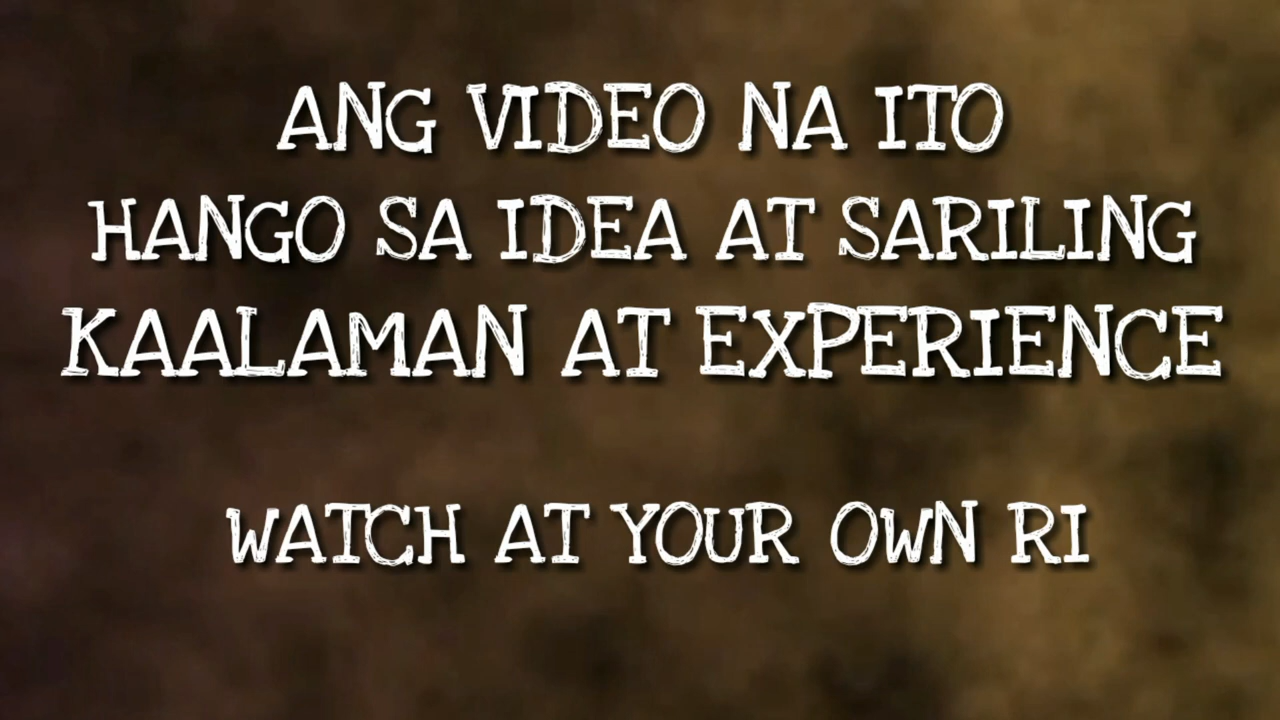 ANG VIDEO NA ITO
HANGO SA IDEA AT SARILING
KAALAMAN AT EXPERIENCE
WATCH AT YOUR OWN RI